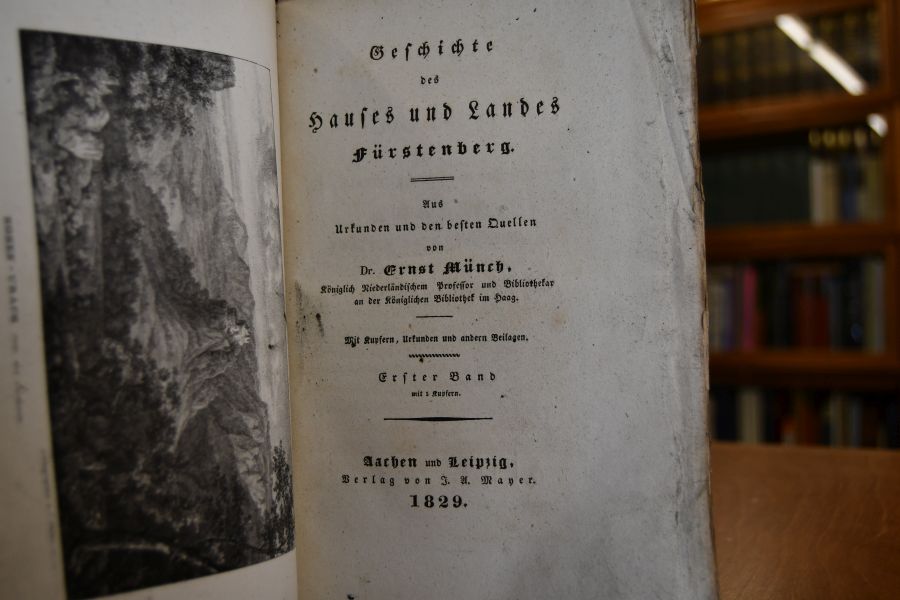 HOHEN-URACH
Geschichte
des
Hauses und Landes
Fürstenberg.
Aus
Urkunden und den besten Quellen
von
Dr. Ernst Münch,
Königlich Niederländischem Professor und Bibliothekar
an der Königlichen Bibliothek im Haag.
Mit Kupfern, Urkunden und andern Beilagen.
Erster Band
mit 2 Kupfern.
Aachen und Leipzig,
Verlag von J. A. Mayer.
1829.